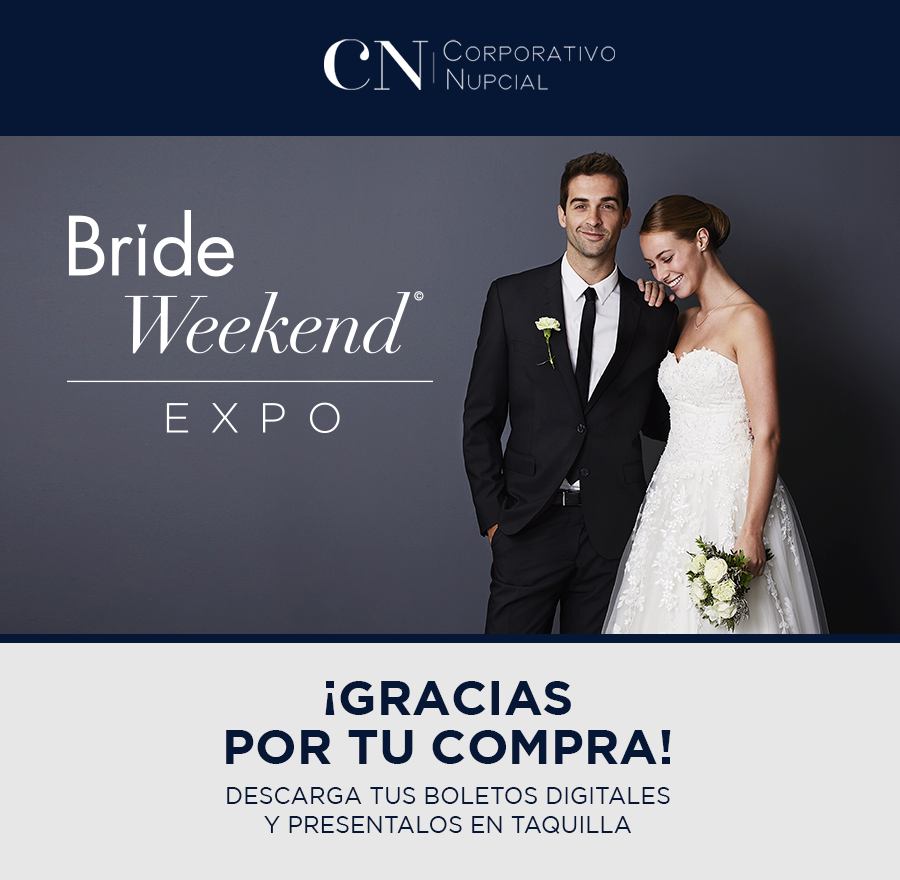 CN | CORPORATIVO
NUPCIAL
Bride
Weekend©
EXPO
¡GRACIAS
POR TU COMPRA!
DESCARGA TUS BOLETOS DIGITALES
Y PRESENTALOS EN TAQUILLA